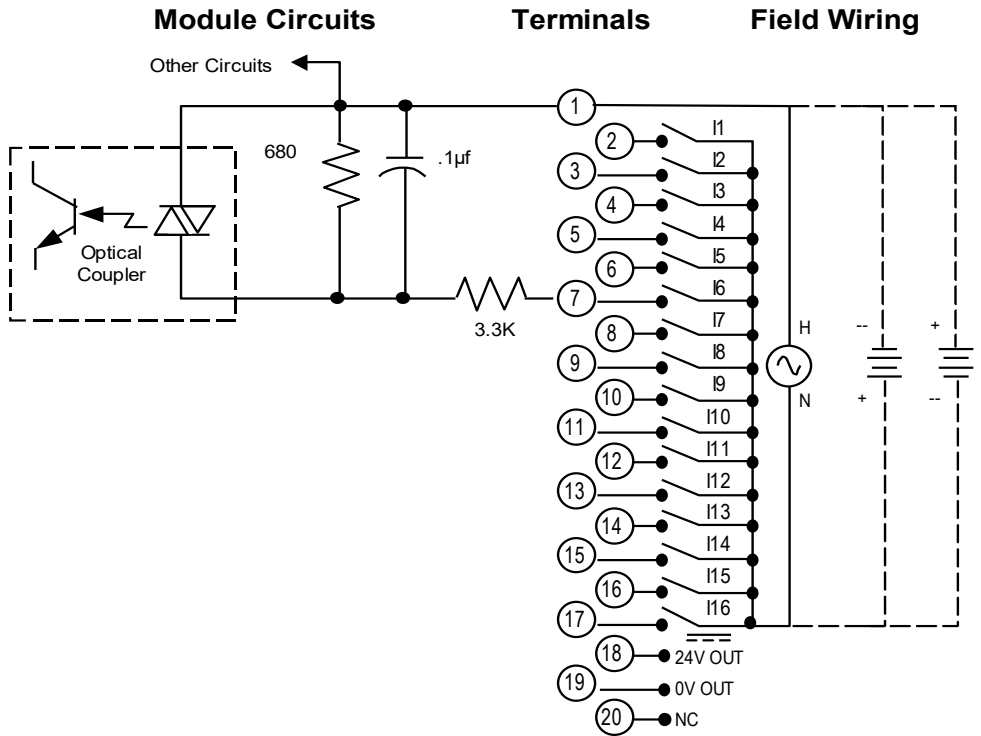 Module Circuits
Terminals
Field Wiring
Other Circuits
680
.1µf
Optical
Coupler
3.3K
1
2
I1
3
I2
4
I3
5
I4
6
I5
7
I6
8
I7
9
I8
10
I9
11
I10
12
I11
13
I12
14
I13
15
I14
16
I15
17
I16
18
24V OUT
19
0V OUT
20
NC
H
N
--
+
+
--